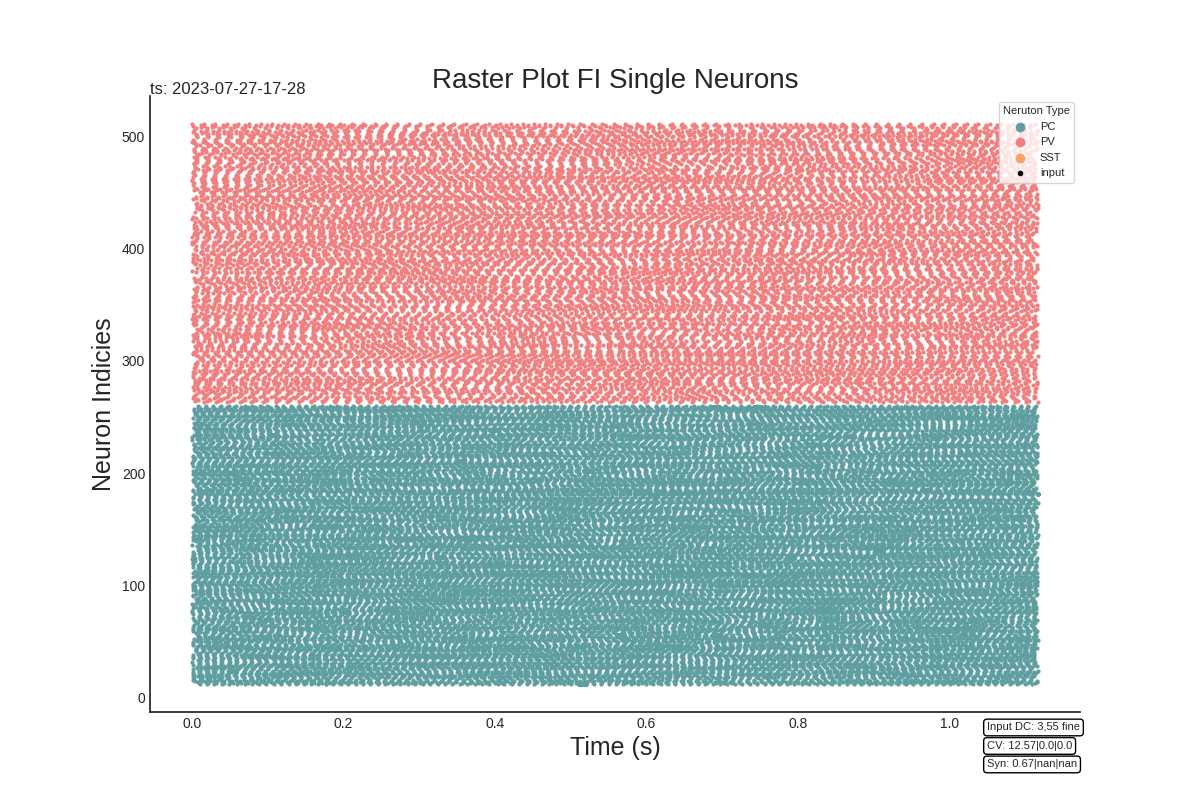 Raster Plot FI Single Neurons
ts: 2023-07-27-17-28
Neruton Type
PC
PV
SST
input
Neuron Indicies
500
400
300
200
100
0
0.0 0.2 0.4 0.6 0.8 1.0
Time (s)
Input DC: 3,55 fine
CV: 12.57|0.0|0.0
Syn: 0.67|nan|nan